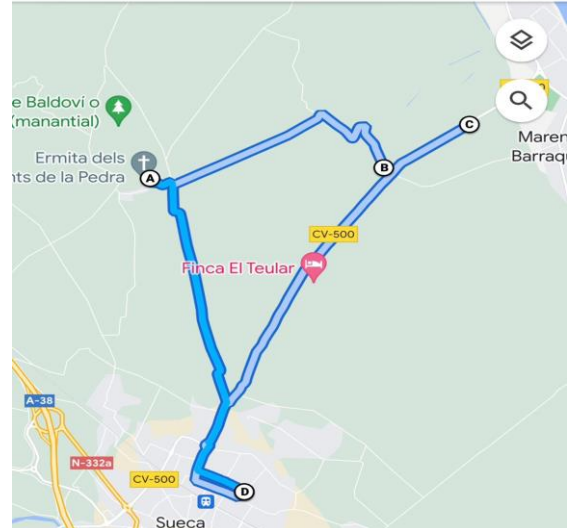 e Baldoví o
(manantial)
Ermita dels
nts de la Pedra
A
B
C
Maren
Barraqu
CV-500
Finca El Teular
A-38
N-332a
CV-500
D
Sueca